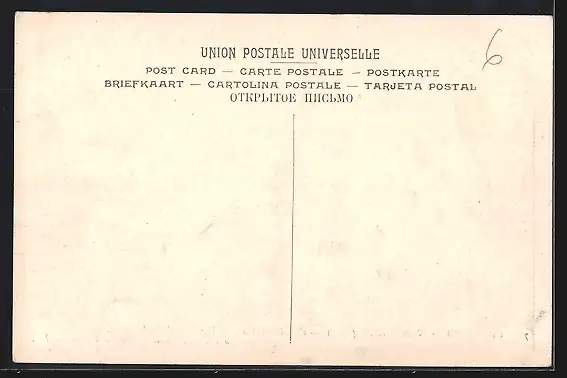 6
UNION POSTALE UNIVERSELLE
POST CARD — CARTE POSTALE — POSTKARTE
BRIEFKAART — CARTOLINA POSTALE — TARJETA POSTAL
ОТКРЫТОЕ ПИСЬМО